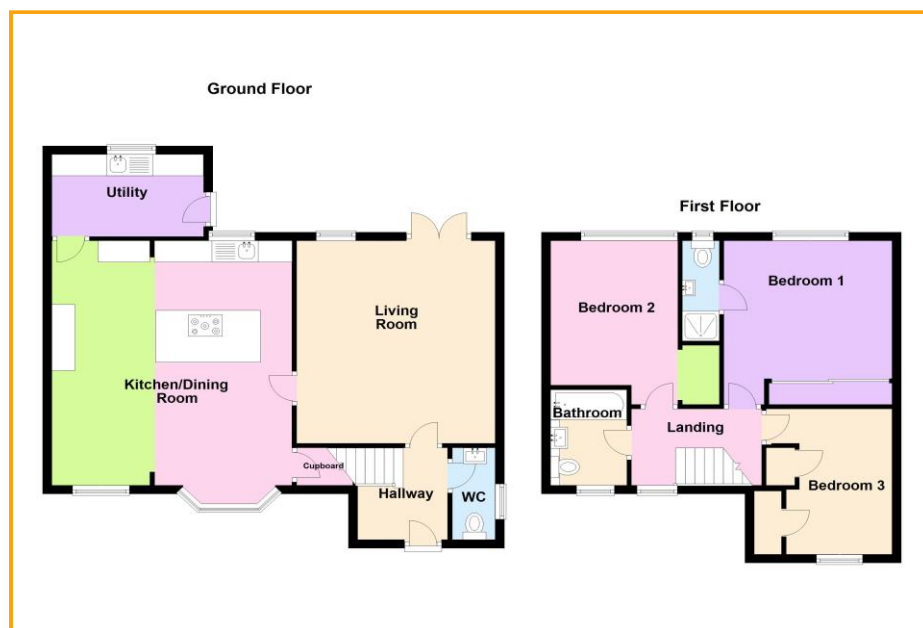 Ground Floor
Utility
Living
Room
Kitchen/Dining
Room
Cupboard
Hallway
WC
First Floor
Bedroom 1
Bedroom 2
Bathroom
Landing
Bedroom 3